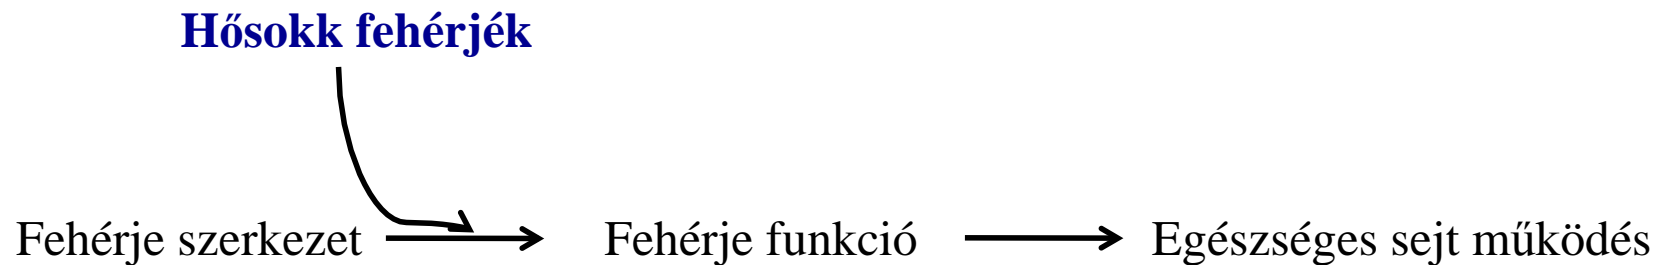 Hősokk fehérjék
Fehérje szerkezet Fehérje funkció Egészséges sejt működés